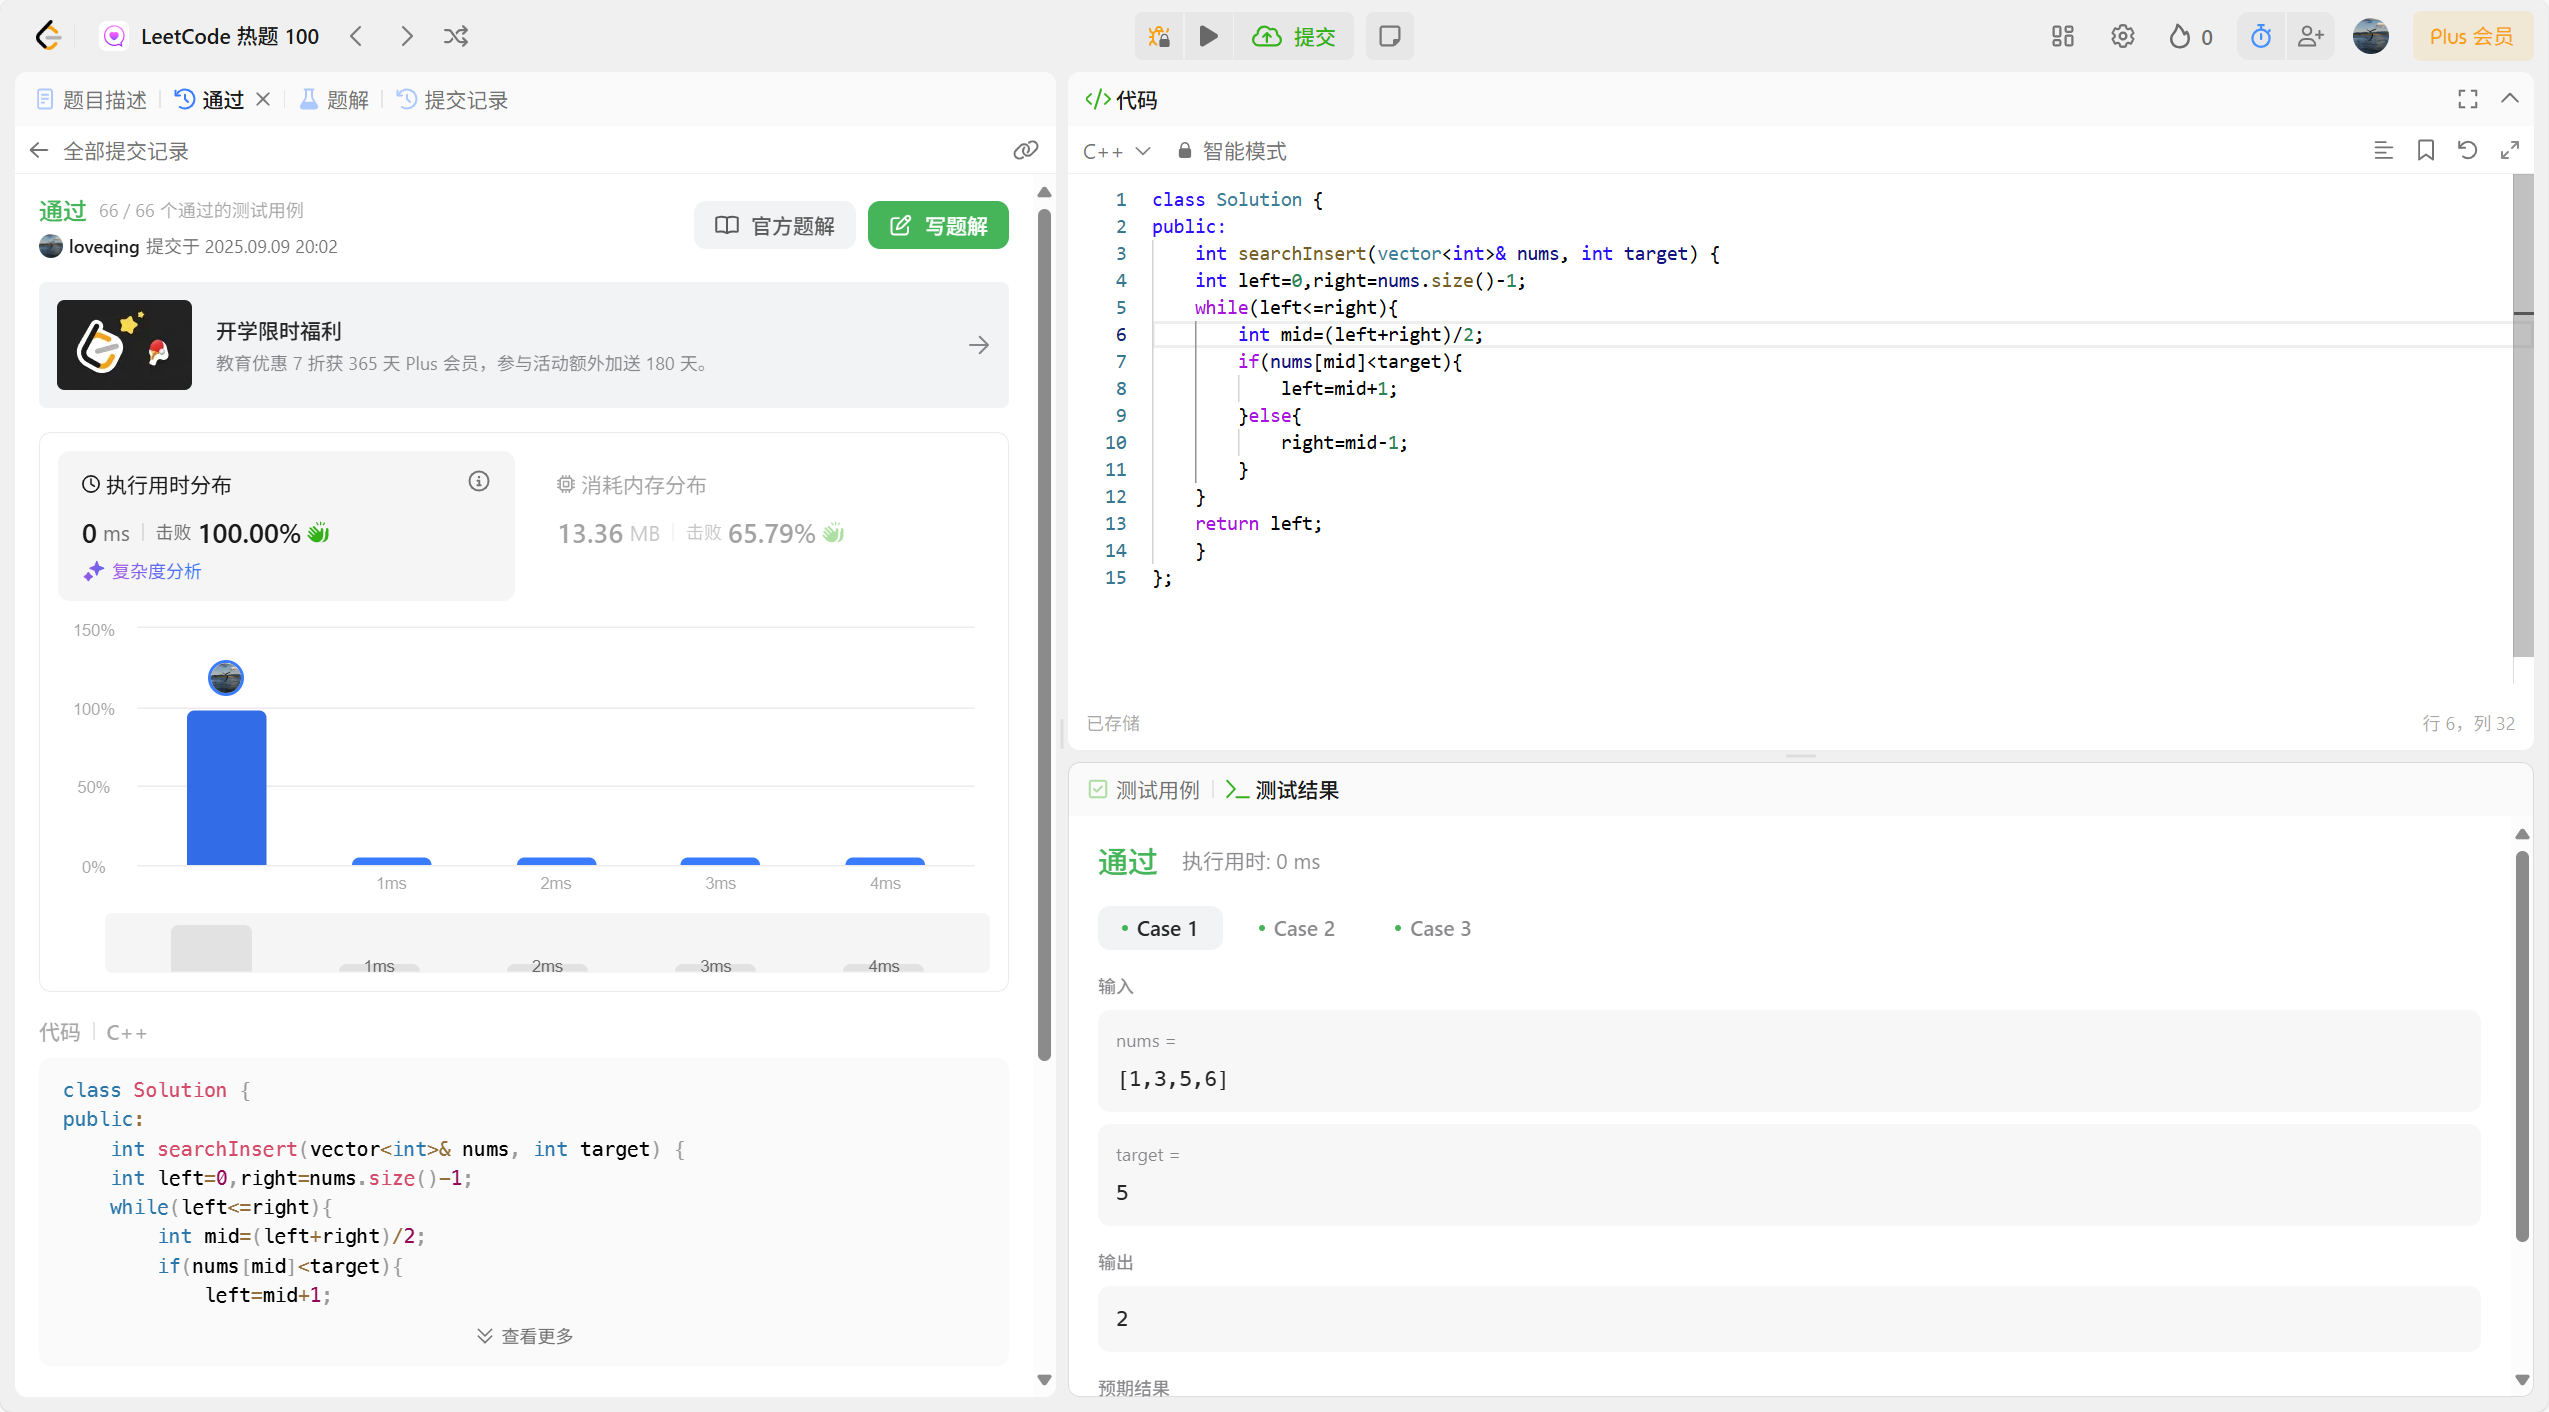 LeetCode 热题 100
提交
0
Plus 会员
题目描述
通过
题解
提交记录
全部提交记录
通过 66 / 66 个通过的测试用例
loveqing 提交于 2025.09.09 20:02
官方题解
写题解
开学限时福利
教育优惠 7 折获 365 天 Plus 会员，参与活动额外加送 180 天。
执行用时分布
0 ms 击败 100.00%
复杂度分析
消耗内存分布
13.36 MB 击败 65.79%
150%
100%
50%
0%
1ms 2ms 3ms 4ms
1ms 2ms 3ms 4ms
代码 C++
class Solution {
public:
    int searchInsert(vector<int>& nums, int target) {
    int left=0,right=nums.size()-1;
    while(left<=right){
        int mid=(left+right)/2;
        if(nums[mid]<target){
            left=mid+1;
查看更多
</>代码
C++ 智能模式
1 class Solution {
2 public:
3     int searchInsert(vector<int>& nums, int target) {
4     int left=0,right=nums.size()-1;
5     while(left<=right){
6         int mid=(left+right)/2;
7         if(nums[mid]<target){
8             left=mid+1;
9         }else{
10             right=mid-1;
11         }
12     }
13     return left;
14     }
15 };
已存储
行 6，列 32
测试用例
测试结果
通过 执行用时: 0 ms
Case 1
Case 2
Case 3
输入
nums =
[1,3,5,6]
target =
5
输出
2
预期结果